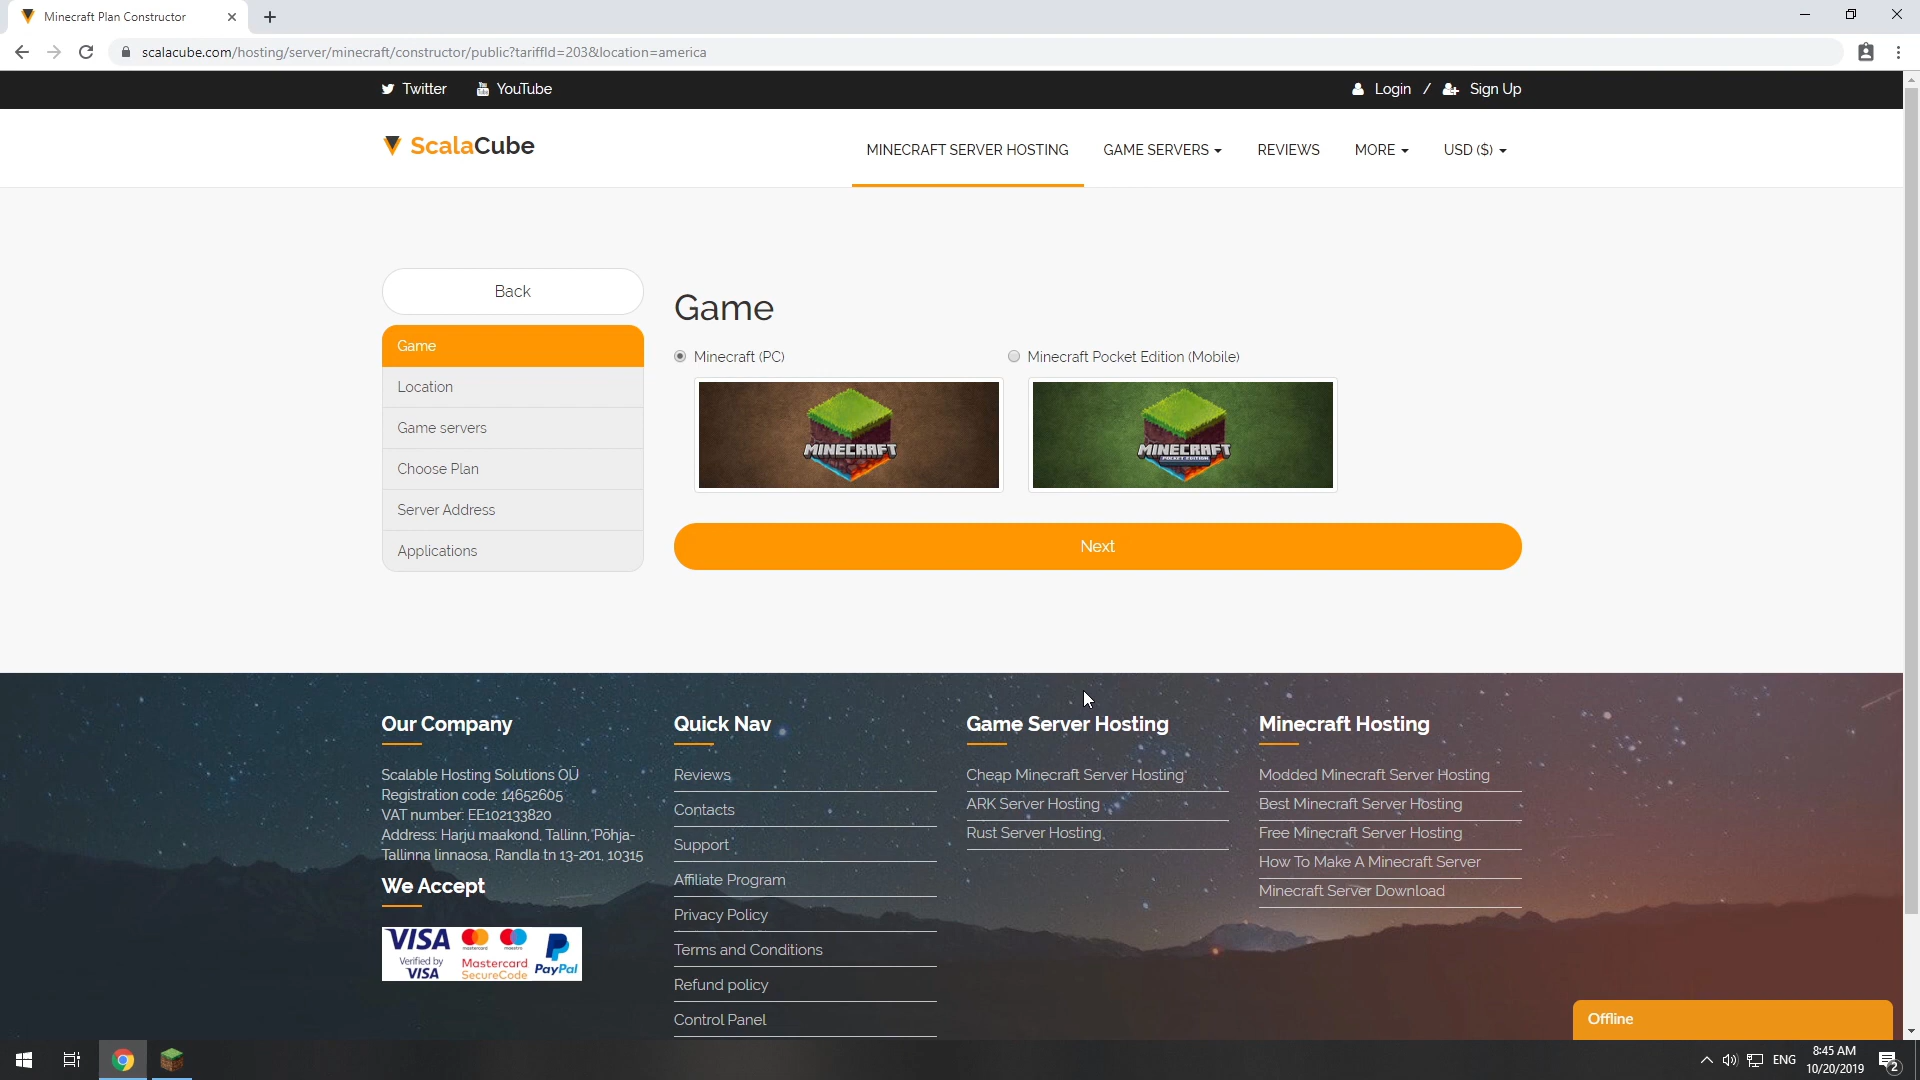 Minecraft Plan Constructor
scalacube.com/hosting/server/minecraft/constructor/public?tariffId=203&location=america
Twitter
YouTube
Login / Sign Up
ScalaCube
MINECRAFT SERVER HOSTING
GAME SERVERS
REVIEWS
MORE
USD ($)
Back
Game
Location
Game servers
Choose Plan
Server Address
Applications
Game
Minecraft (PC)
Minecraft Pocket Edition (Mobile)
MINECRAFT
MINECRAFT
POCKET EDITION
Next
Our Company
Scalable Hosting Solutions OÜ
Registration code: 14652605
VAT number: EE102133820
Address: Harju maakond, Tallinn, Põhja-
Tallinna linnaosa, Randla tn 13-201, 10315
We Accept
VISA
Verified by
VISA
mastercard
maestro
Mastercard
SecureCode
PayPal
Quick Nav
Reviews
Contacts
Support
Affiliate Program
Privacy Policy
Terms and Conditions
Refund policy
Control Panel
Game Server Hosting
Cheap Minecraft Server Hosting
ARK Server Hosting
Rust Server Hosting
Minecraft Hosting
Modded Minecraft Server Hosting
Best Minecraft Server Hosting
Free Minecraft Server Hosting
How To Make A Minecraft Server
Minecraft Server Download
Offline
ENG
8:45 AM
10/20/2019
2